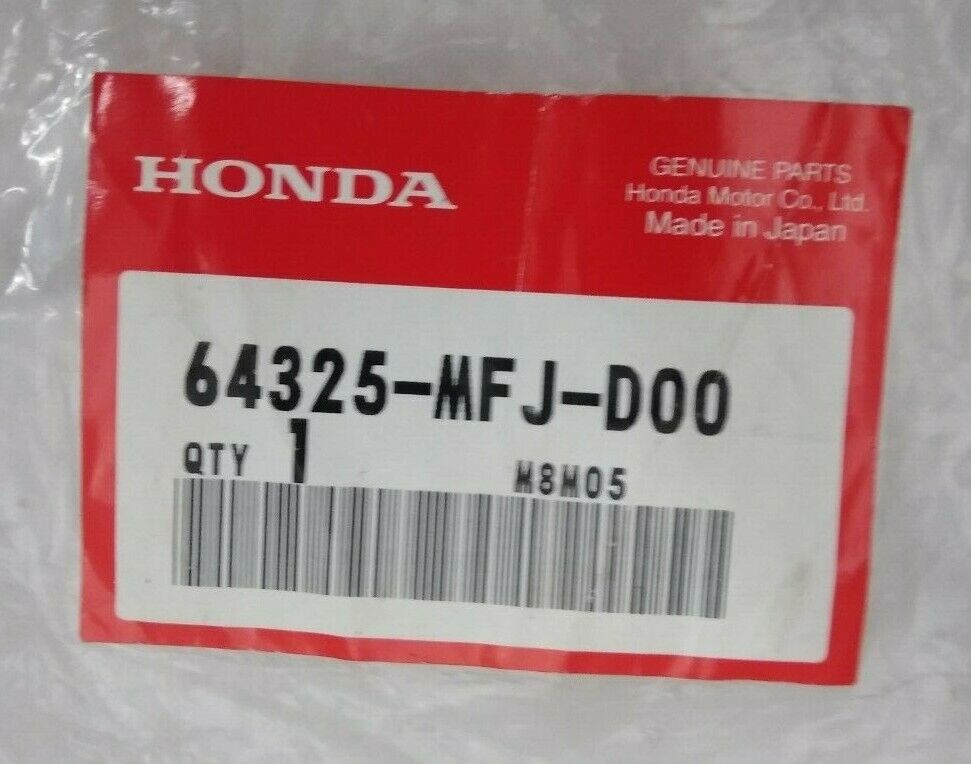 HONDA
GENUINE PARTS
Honda Motor Co., Ltd.
Made in Japan
64325-MFJ-D00
QTY 1
M8M05